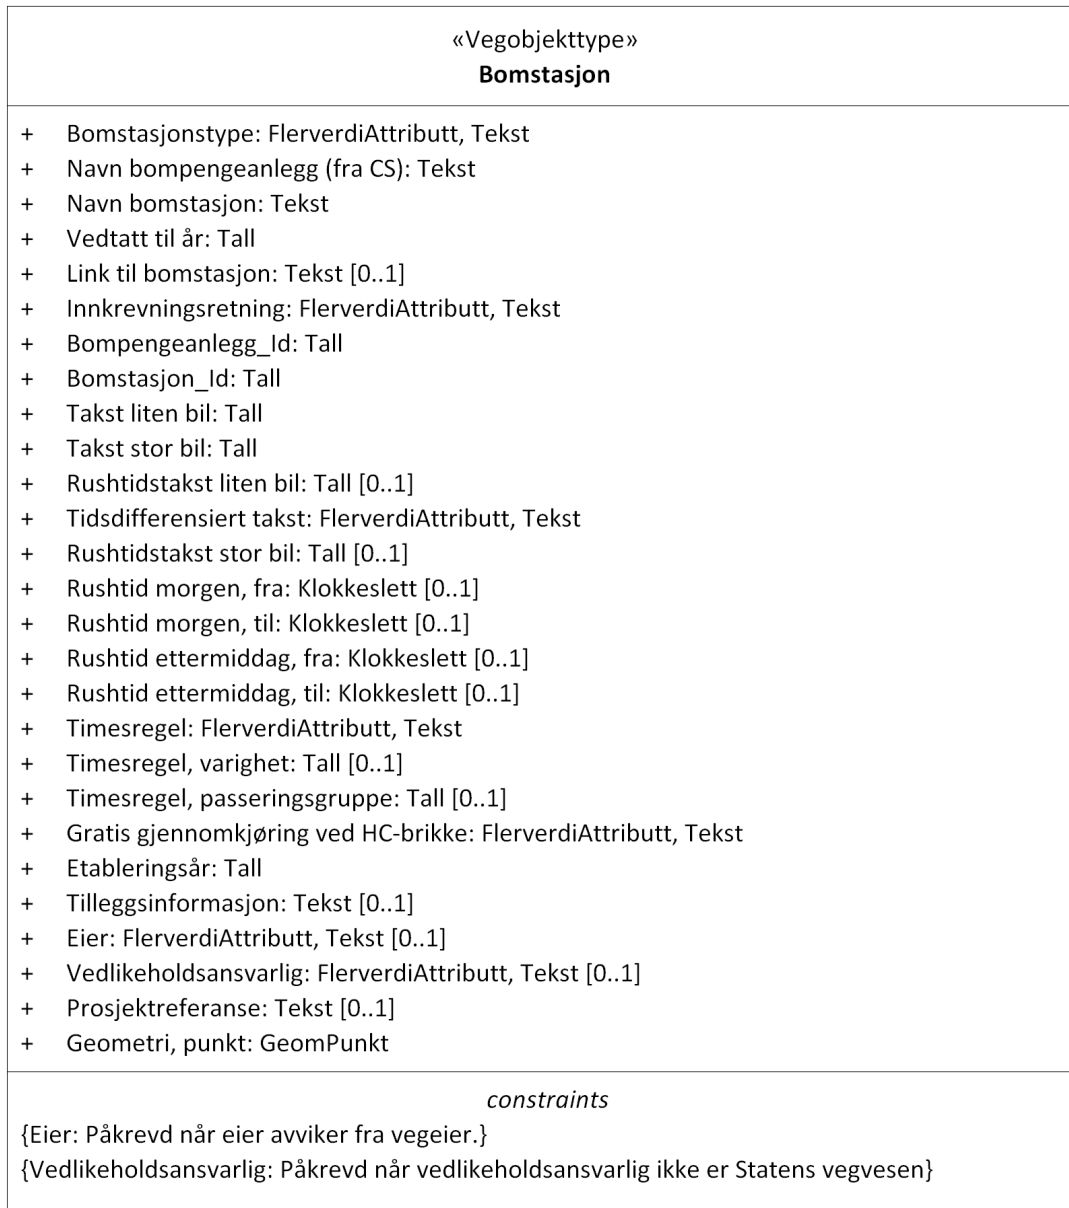 «Vegobjekttype»
Bomstasjon
+ Bomstasjonstype: FlerverdiAttributt, Tekst
+ Navn bompengeanlegg (fra CS): Tekst
+ Navn bomstasjon: Tekst
+ Vedtatt til år: Tall
+ Link til bomstasjon: Tekst [0..1]
+ Innkrevningsretning: FlerverdiAttributt, Tekst
+ Bompengeanlegg_Id: Tall
+ Bomstasjon_Id: Tall
+ Takst liten bil: Tall
+ Takst stor bil: Tall
+ Rushtidstakst liten bil: Tall [0..1]
+ Tidsdifferensiert takst: FlerverdiAttributt, Tekst
+ Rushtidstakst stor bil: Tall [0..1]
+ Rushtid morgen, fra: Klokkeslett [0..1]
+ Rushtid morgen, til: Klokkeslett [0..1]
+ Rushtid ettermiddag, fra: Klokkeslett [0..1]
+ Rushtid ettermiddag, til: Klokkeslett [0..1]
+ Timesregel: FlerverdiAttributt, Tekst
+ Timesregel, varighet: Tall [0..1]
+ Timesregel, passeringsgruppe: Tall [0..1]
+ Gratis gjennomkjøring ved HC-brikke: FlerverdiAttributt, Tekst
+ Etableringsår: Tall
+ Tilleggsinformasjon: Tekst [0..1]
+ Eier: FlerverdiAttributt, Tekst [0..1]
+ Vedlikeholdsansvarlig: FlerverdiAttributt, Tekst [0..1]
+ Prosjektreferanse: Tekst [0..1]
+ Geometri, punkt: GeomPunkt
constraints
{Eier: Påkrevd når eier avviker fra vegeier.}
{Vedlikeholdsansvarlig: Påkrevd når vedlikeholdsansvarlig ikke er Statens vegvesen}